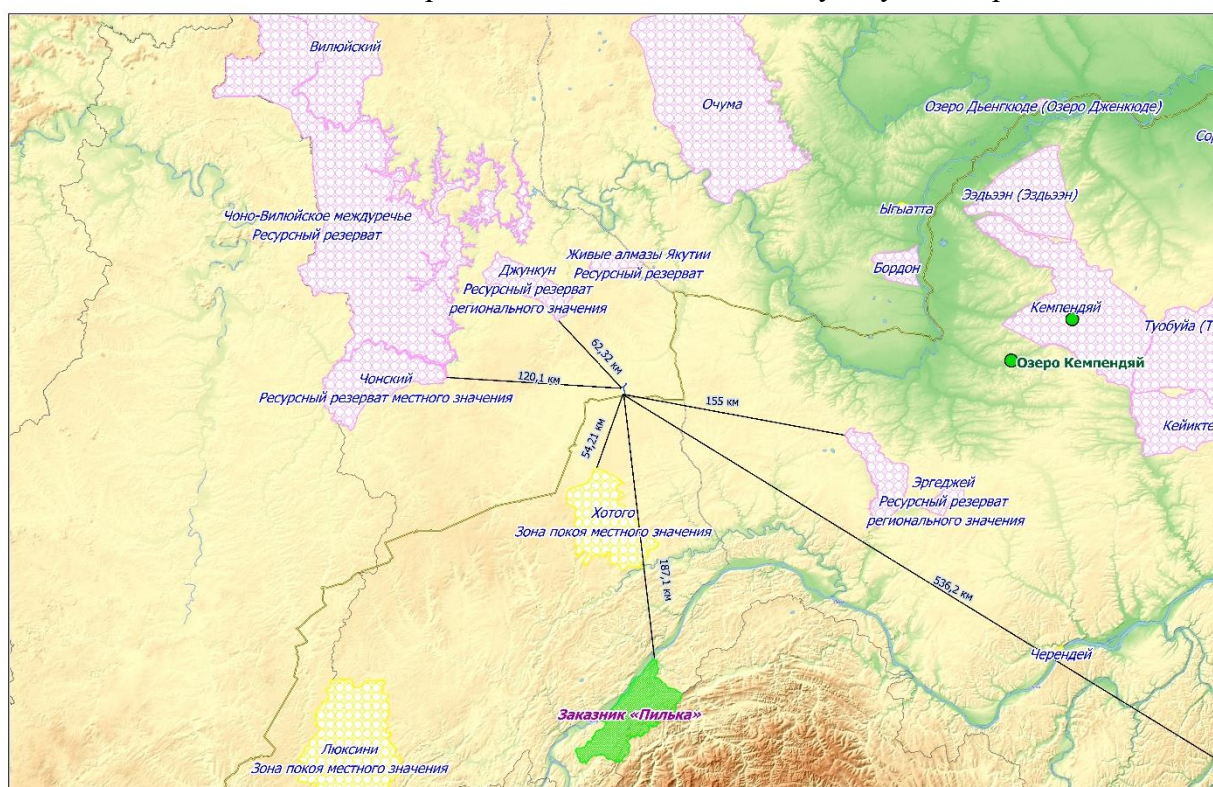 Вилюйский
Очума
Озеро Дьенгкюде (Озеро Дженкюде)
Ээдьээн (Эздьээн)
Ыгыатта
Чоно-Вилюйское междуречье
Ресурсный резерват
Живые алмазы Якутии
Ресурсный резерват
Джункун
Ресурсный резерват
регионального значения
Бордон
Кемпендяй
Озеро Кемпендяй
62,32 км
120,1 км
Чонский
Ресурсный резерват местного значения
155 км
54,21 км
Эргеджей
Ресурсный резерват
регионального значения
Хотого
Зона покоя местного значения
187,1 км
536,2 км
Черендей
Заказник «Пилька»
Люксини
Зона покоя местного значения